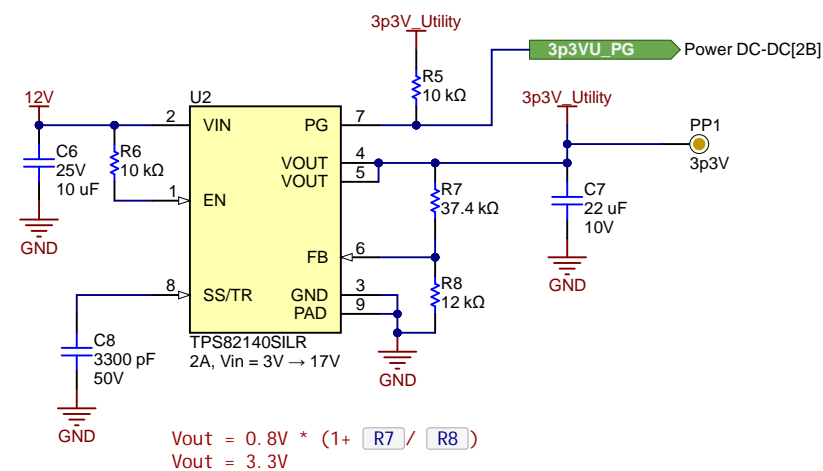 3p3V_Utility
3p3VU_PG
Power DC-DC[2B]
R5
10 kΩ
12V
U2
3p3V_Utility
2
VIN
PG
7
PP1
3p3V
C6
25V
10 uF
R6
10 kΩ
VOUT
4
VOUT
5
1
EN
R7
37.4 kΩ
C7
22 uF
10V
GND
FB
6
GND
8
SS/TR
GND
3
PAD
9
R8
12 kΩ
C8
3300 pF
50V
TPS82140SILR
2A, Vin = 3V → 17V
GND
GND
Vout = 0.8V * (1+ R7 / R8 )
Vout = 3.3V